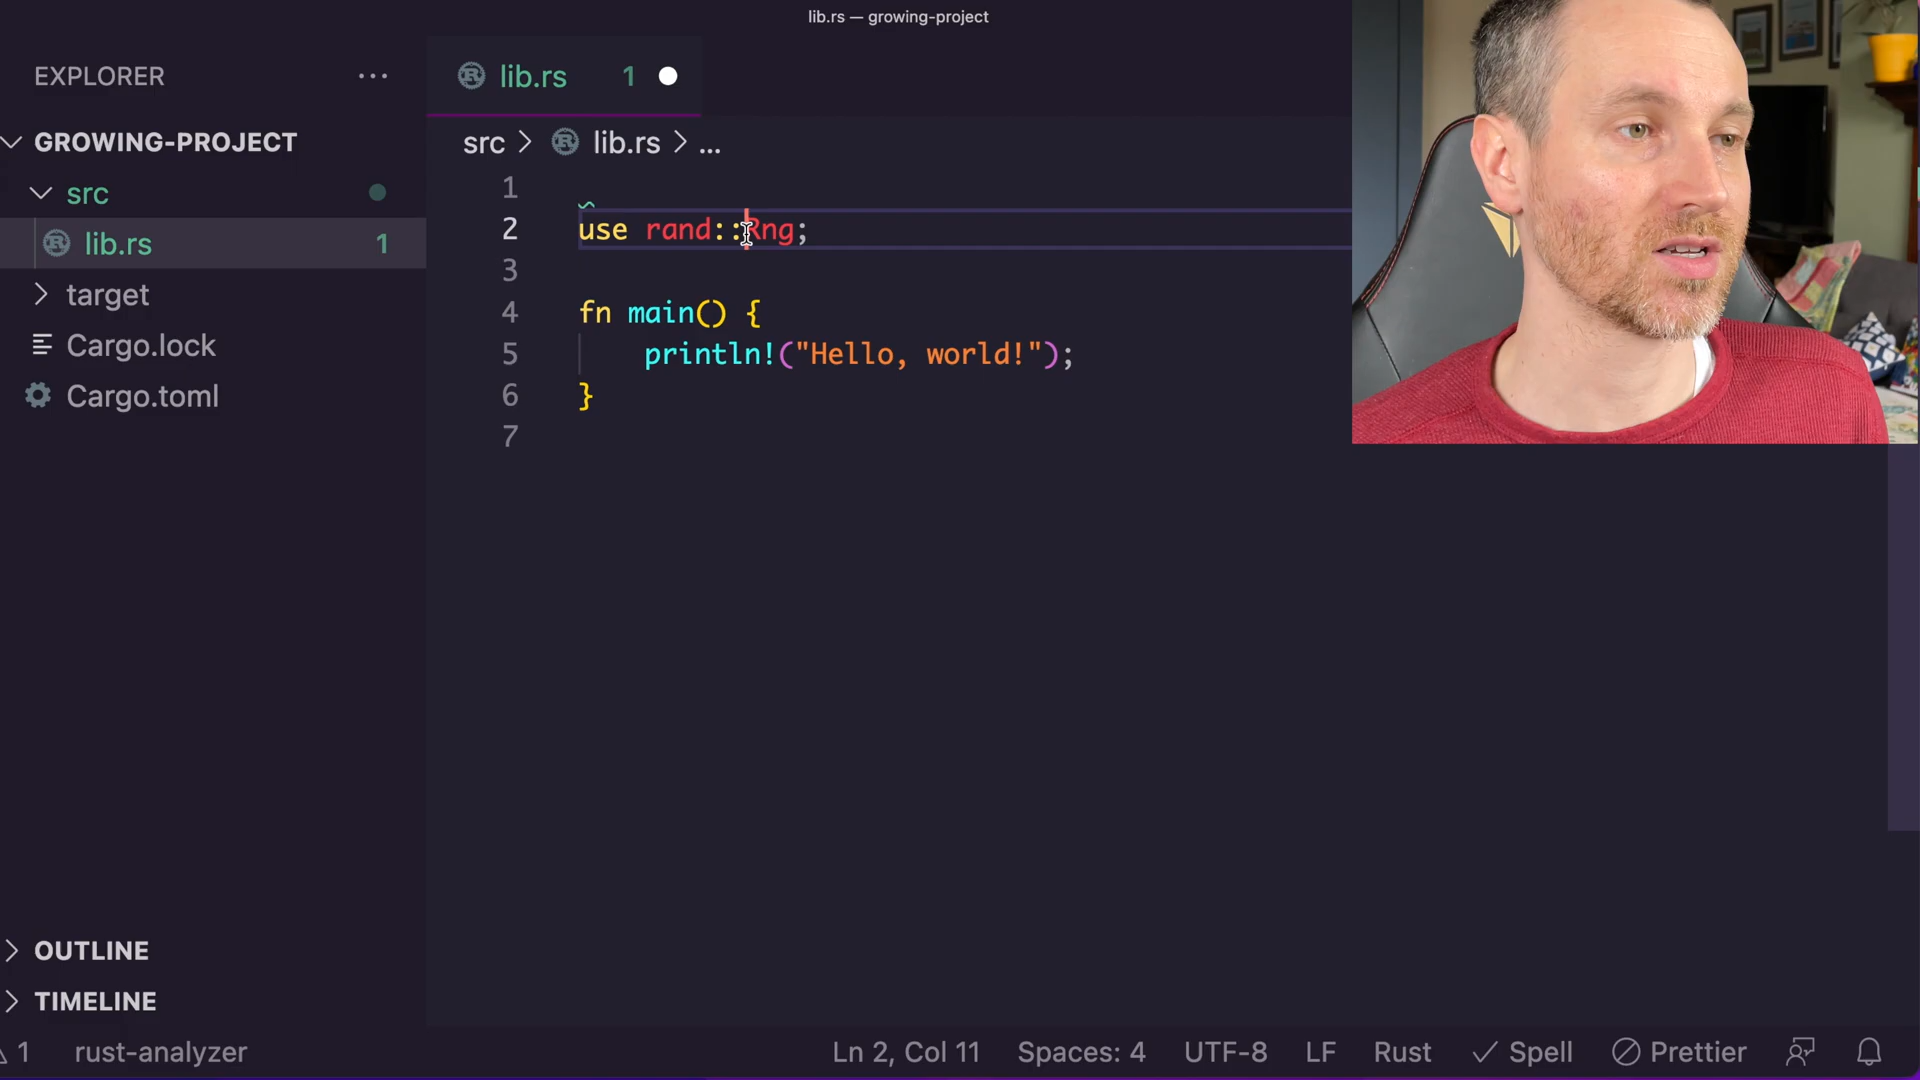 lib.rs — growing-project
EXPLORER
lib.rs 1
GROWING-PROJECT
src > lib.rs > ...
src
lib.rs 1
target
Cargo.lock
Cargo.toml
1
2 use rand::Rng;
3
4 fn main() {
5 println!("Hello, world!");
6 }
7
OUTLINE
TIMELINE
1 rust-analyzer Ln 2, Col 11 Spaces: 4 UTF-8 LF Rust Spell Prettier